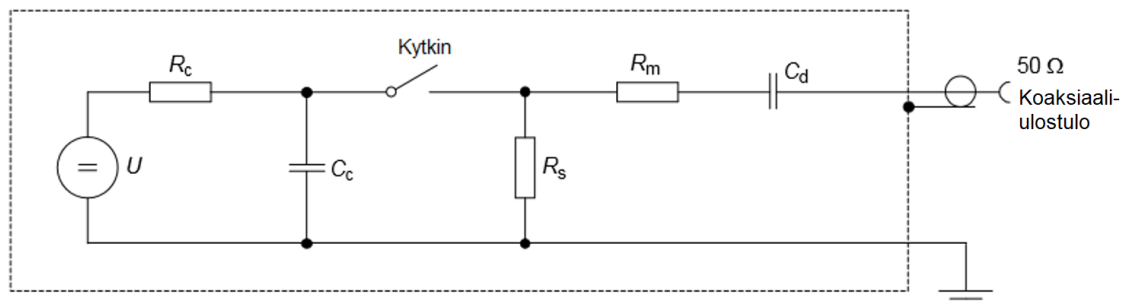 Kytkin
Rc
Rm
Cd
50 Ω
Koaksiaali-
ulostulo
U
Cc
Rs